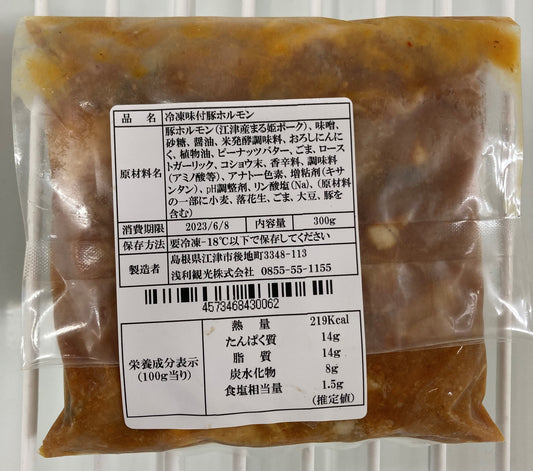 品名 冷凍味付豚ホルモン
原材料名 豚ホルモン(江津産まる姫ポーク)、味噌、
砂糖、醤油、米発酵調味料、おろしにんに
く、植物油、ピーナッツバター、ごま、ロース
トガーリック、コショウ末、香辛料、調味料
(アミノ酸等)、アナトー色素、増粘剤(キサ
ンタン)、pH調整剤、リン酸塩(Na)、(原材料
の一部に小麦、落花生、ごま、大豆、豚を
含む)
消費期限 2023/6/8 内容量 300g
保存方法 要冷凍-18℃以下で保存してください
製造者 島根県江津市後地町3348-113
浅利観光株式会社 0855-55-1155
4573468430062
栄養成分表示
(100g当り)
熱量 219Kcal
たんぱく質 14g
脂質 14g
炭水化物 8g
食塩相当量 1.5g
(推定値)